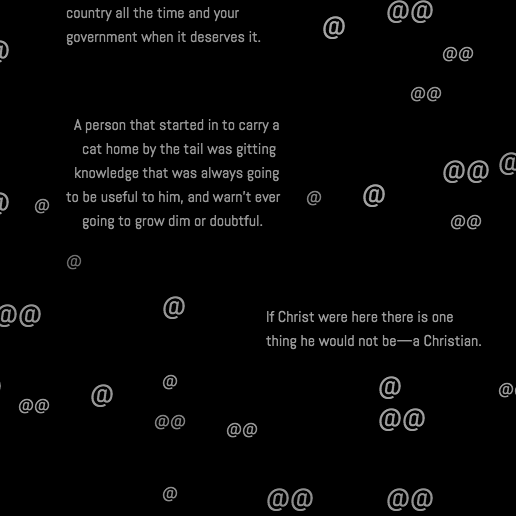 country all the time and your
government when it deserves it.
@
@@
@
@@
@@
A person that started in to carry a
cat home by the tail was gitting
knowledge that was always going
to be useful to him, and warn't ever
going to grow dim or doubtful.
@@
@
@
@
@
@
@@
@
@@
@
If Christ were here there is one
thing he would not be—a Christian.
@
@
@@
@
@@
@@
@@
@
@@
@@